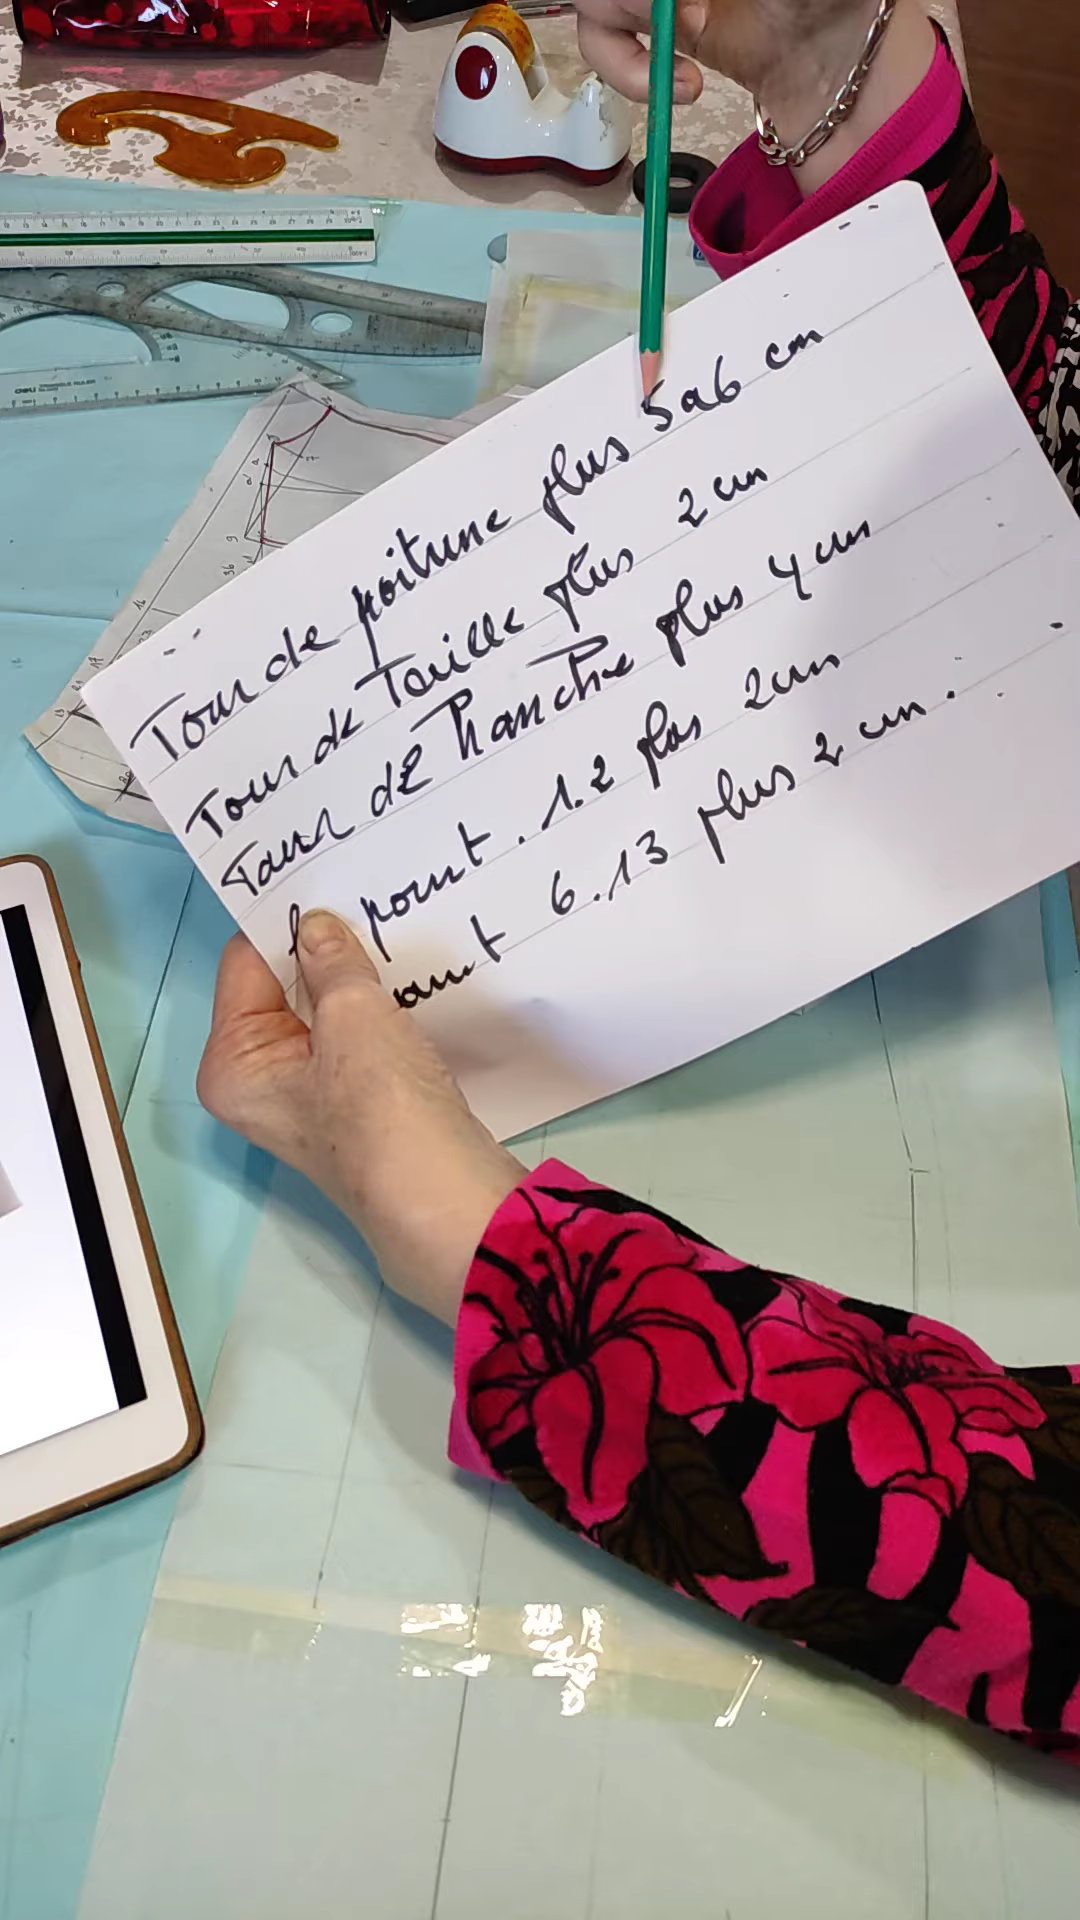 Tour de poitrine plus 5 a 6 cm
Tour de Taille plus 2 cm
Tour de Hanche plus 4 cm
point . 1.2 plus 2 cm
6.13 plus 2 cm.